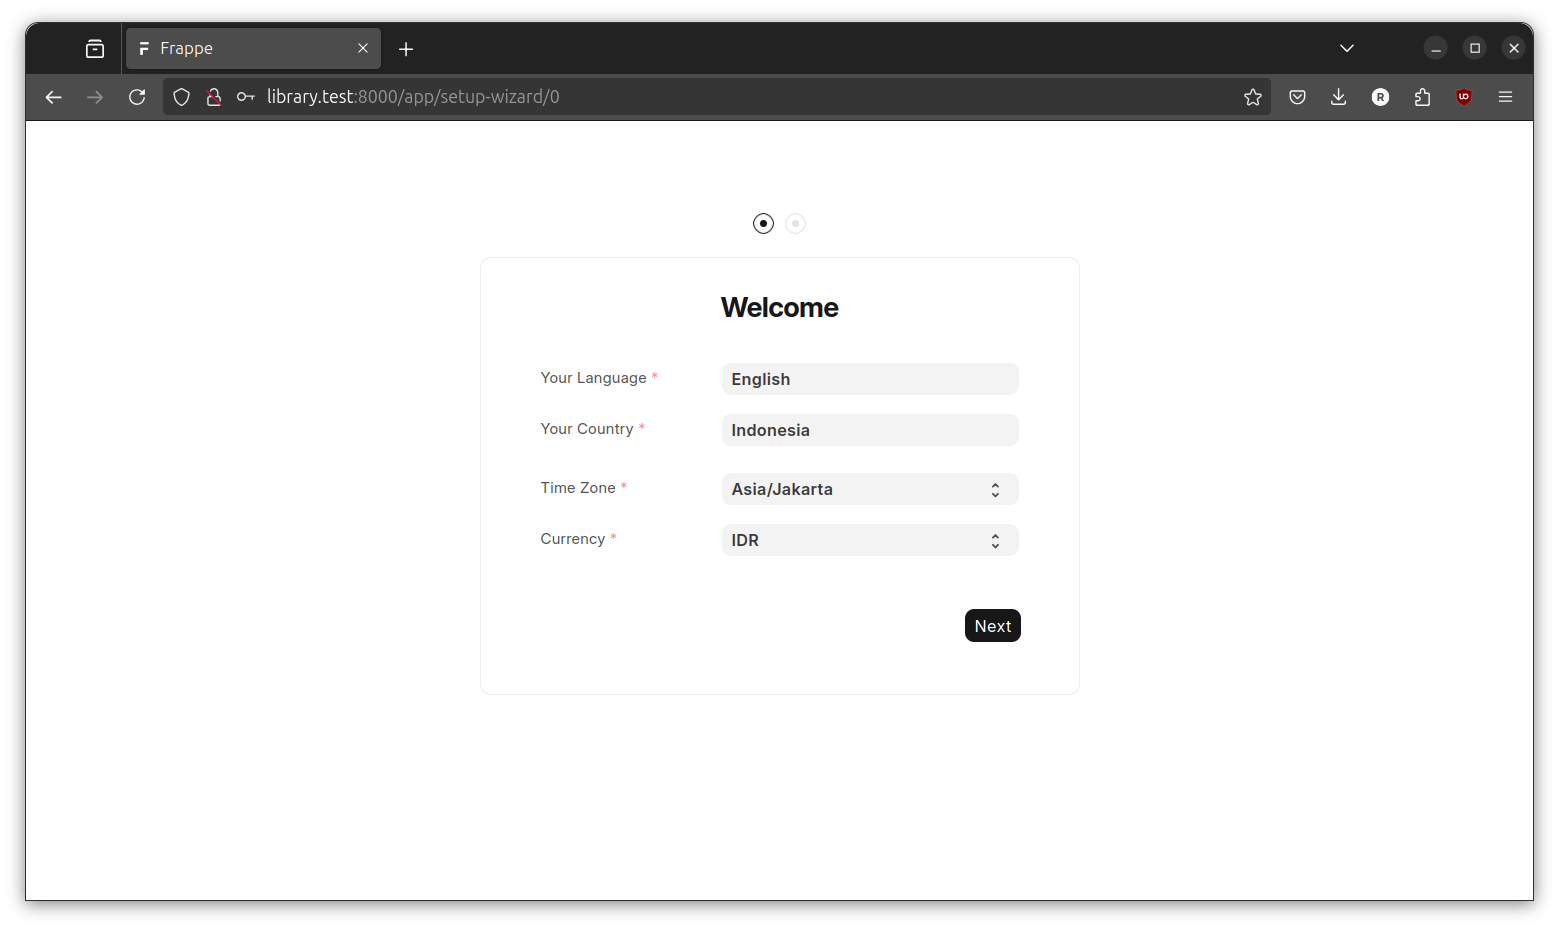 Frappe
library.test:8000/app/setup-wizard/0
R
Welcome
Your Language * English
Your Country * Indonesia
Time Zone * Asia/Jakarta
Currency * IDR
Next